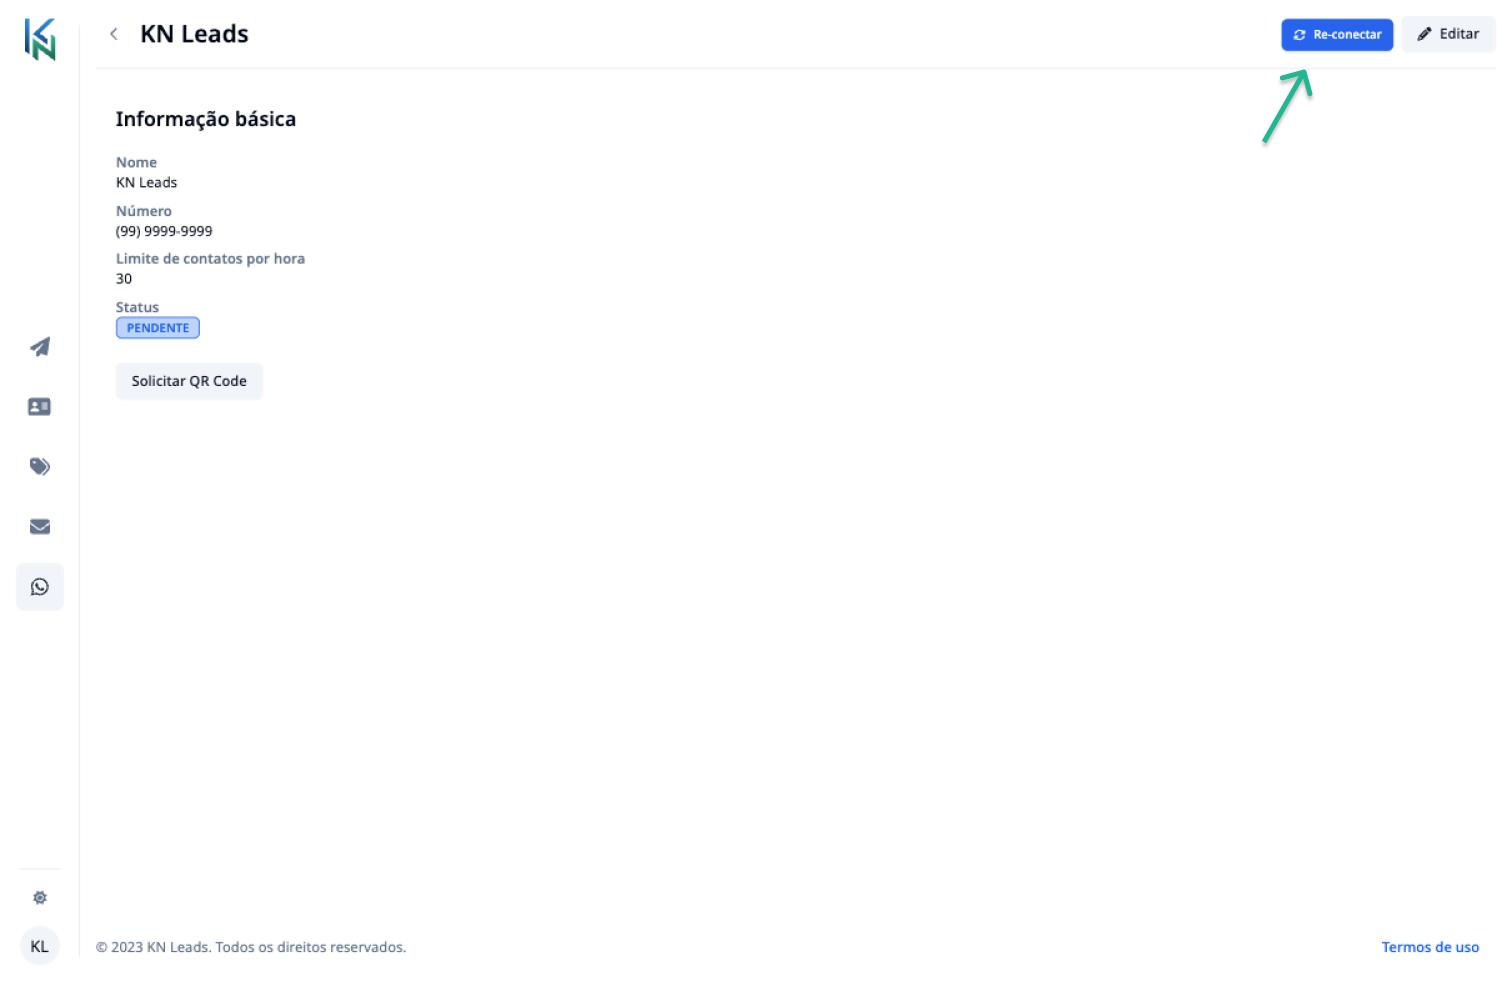 KN
KN Leads
Re-conectar
Editar
Informação básica
Nome
KN Leads
Número
(99) 9999-9999
Limite de contatos por hora
30
Status
PENDENTE
Solicitar QR Code
KL
© 2023 KN Leads. Todos os direitos reservados.
Termos de uso